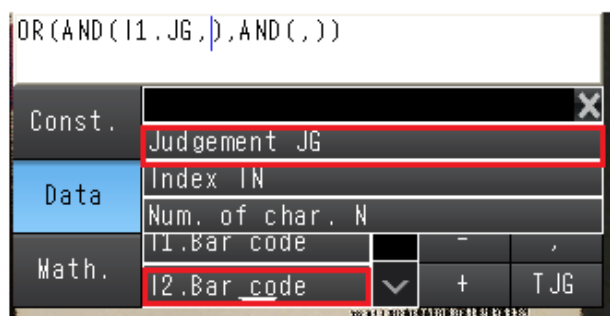 OR(AND(I1.JG,),AND(,))
Const.
Judgement JG
Data
Index IN
Num. of char. N
I1.Bar code
- ,
Math.
I2.Bar code
+ TJG